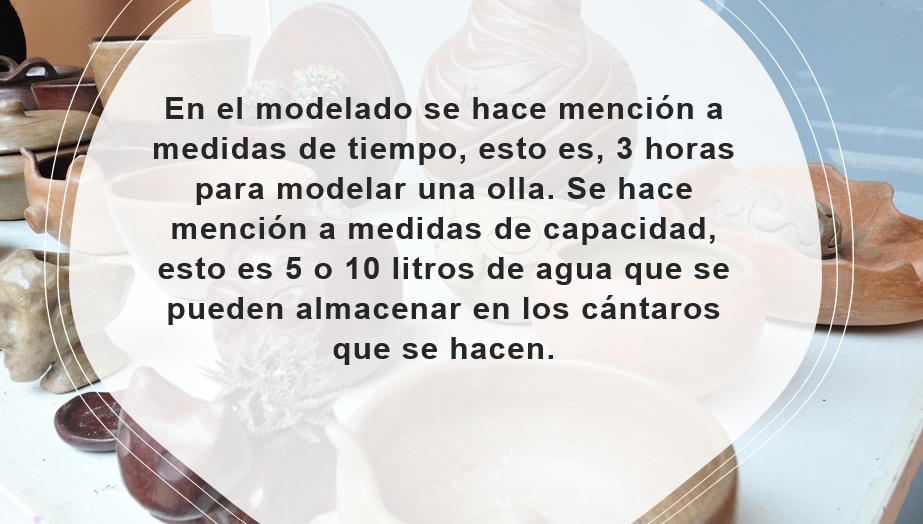 En el modelado se hace mención a
medidas de tiempo, esto es, 3 horas
para modelar una olla. Se hace
mención a medidas de capacidad,
esto es 5 o 10 litros de agua que se
pueden almacenar en los cántaros
que se hacen.